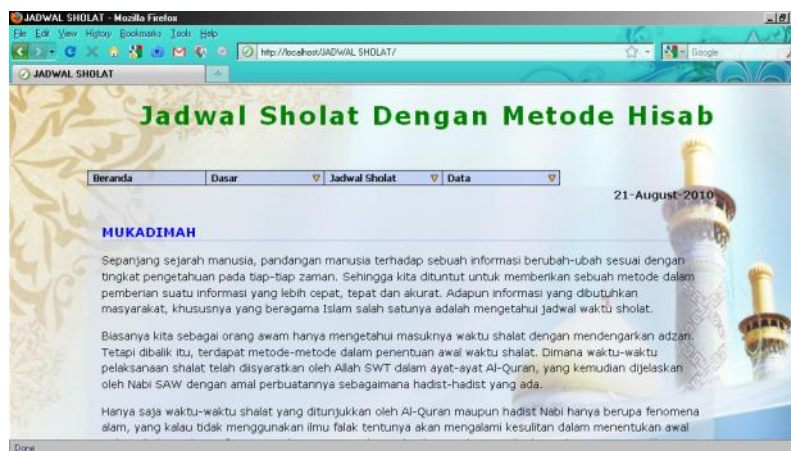 JADWAL SHOLAT - Mozilla Firefox
File Edit View History Bookmarks Tools Help
http://localhost/JADWAL SHOLAT/
Google
JADWAL SHOLAT
Jadwal Sholat Dengan Metode Hisab
Beranda Dasar Jadwal Sholat Data
21-August-2010
MUKADIMAH
Sepanjang sejarah manusia, pandangan manusia terhadap sebuah informasi berubah-ubah sesuai dengan
tingkat pengetahuan pada tiap-tiap zaman. Sehingga kita dituntut untuk memberikan sebuah metode dalam
pemberian suatu informasi yang lebih cepat, tepat dan akurat. Adapun informasi yang dibutuhkan
masyarakat, khususnya yang beragama Islam salah satunya adalah mengetahui jadwal waktu sholat.
Biasanya kita sebagai orang awam hanya mengetahui masuknya waktu shalat dengan mendengarkan adzan.
Tetapi dibalik itu, terdapat metode-metode dalam penentuan awal waktu shalat. Dimana waktu-waktu
pelaksanaan shalat telah diisyaratkan oleh Allah SWT dalam ayat-ayat Al-Quran, yang kemudian dijelaskan
oleh Nabi SAW dengan amal perbuatannya sebagaimana hadist-hadist yang ada.
Hanya saja waktu-waktu shalat yang ditunjukkan oleh Al-Quran maupun hadist Nabi hanya berupa fenomena
alam, yang kalau tidak menggunakan ilmu falak tentunya akan mengalami kesulitan dalam menentukan awal
Done